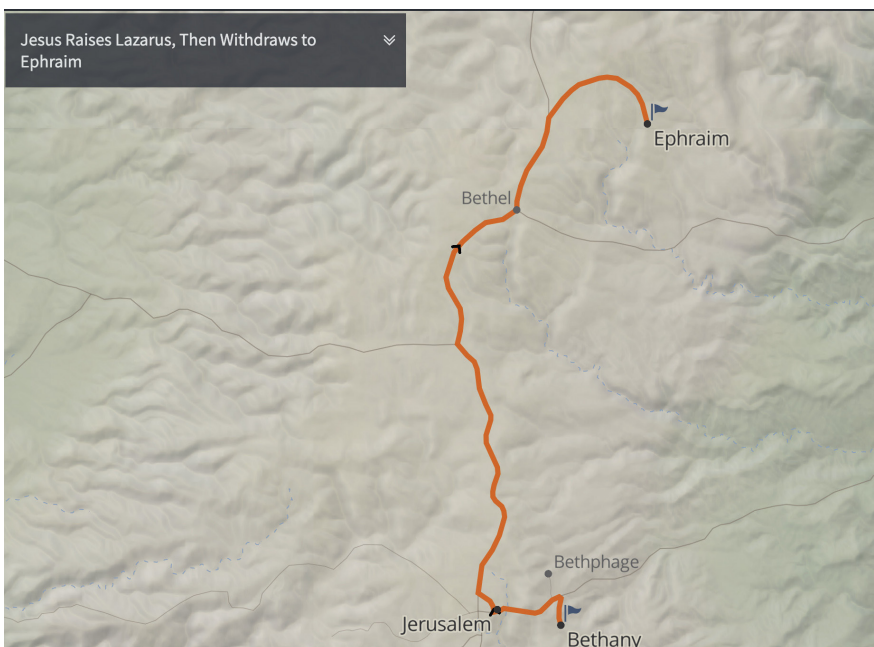 Jesus Raises Lazarus, Then Withdraws to
Ephraim
Ephraim
Bethel
Bethphage
Jerusalem
Bethany